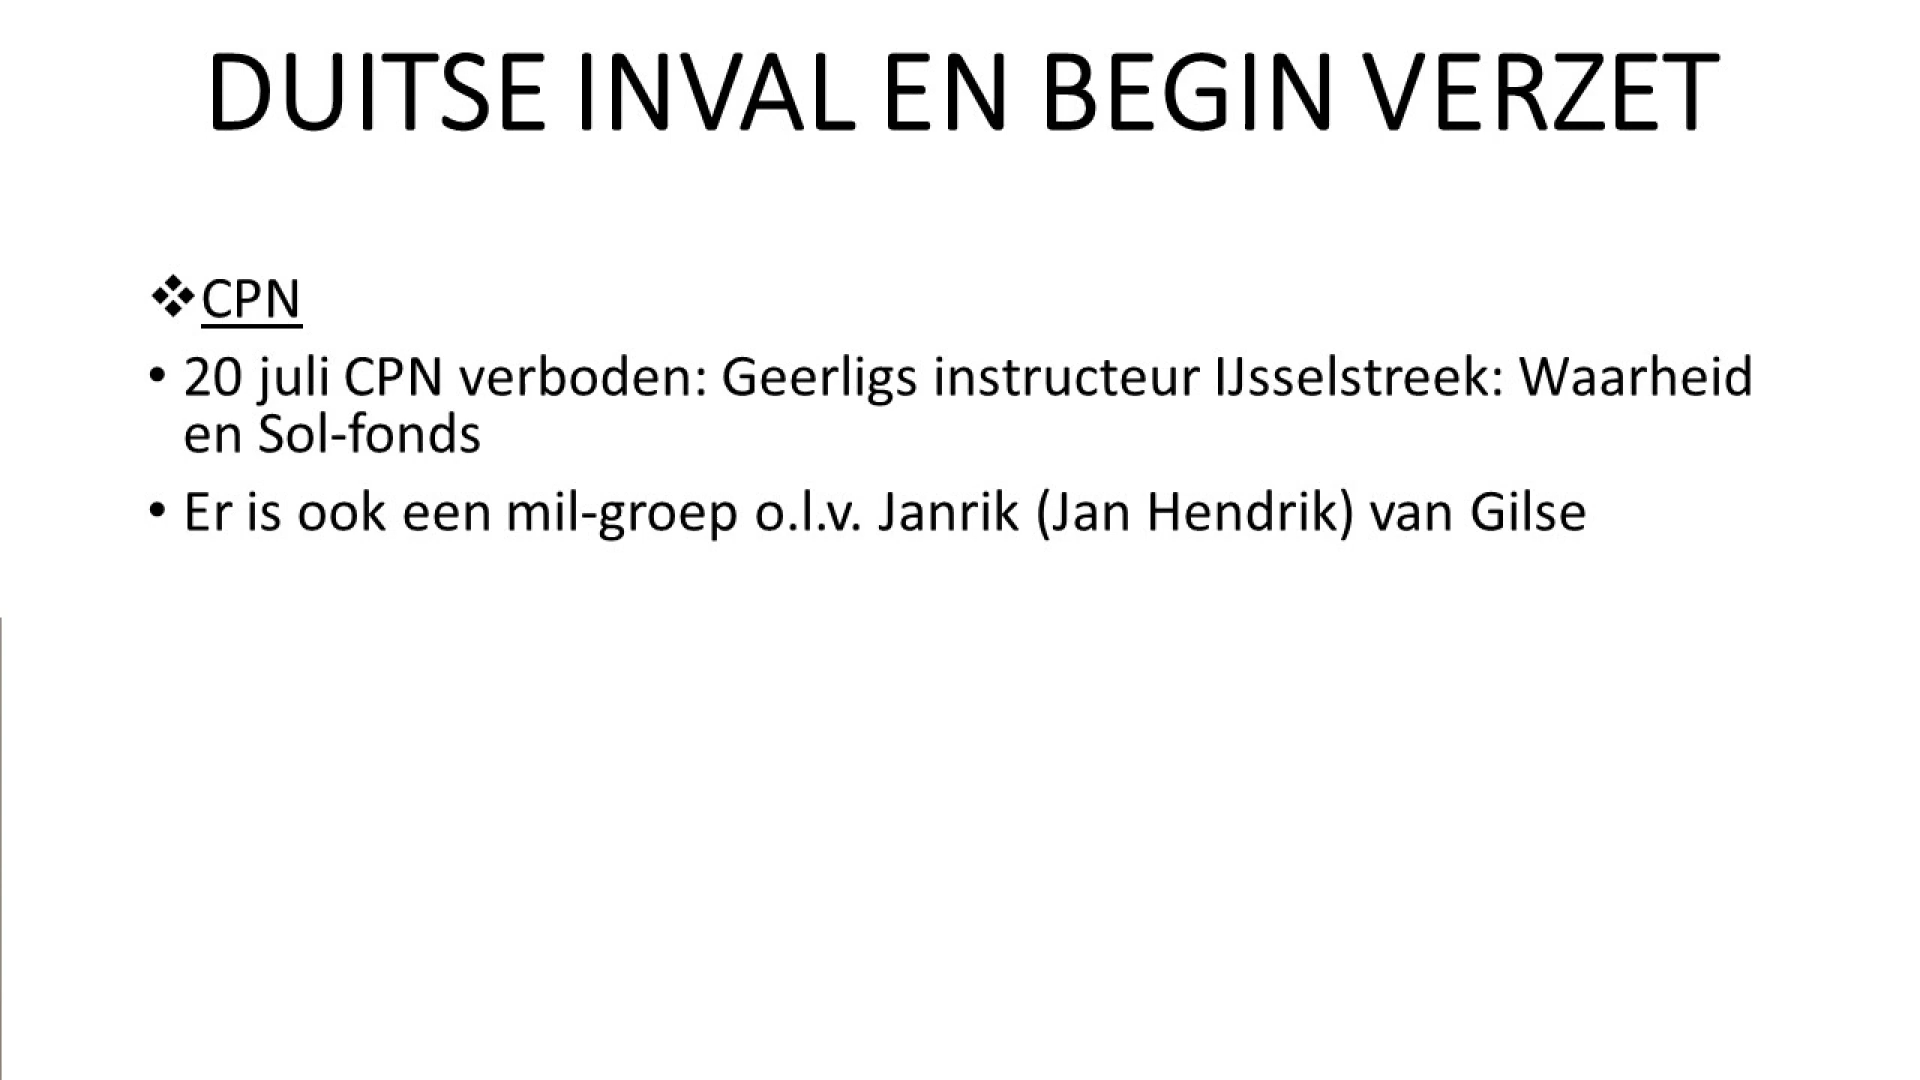 DUITSE INVAL EN BEGIN VERZET
❖CPN
• 20 juli CPN verboden: Geerligs instructeur IJsselstreek: Waarheid
en Sol-fonds
• Er is ook een mil-groep o.l.v. Janrik (Jan Hendrik) van Gilse